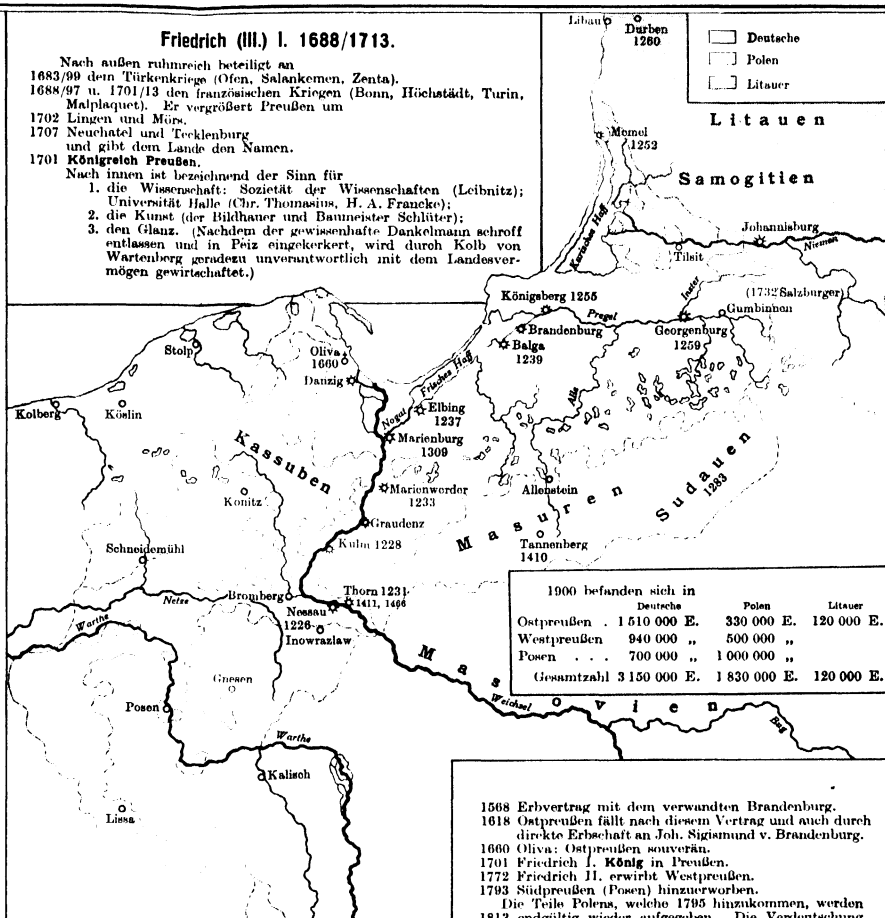 Friedrich (III.) I. 1688/1713.
Nach außen ruhmreich beteiligt an
1683/99 dem Türkenkriege (Ofen, Salankemen, Zenta).
1688/97 u. 1701/13 den französischen Kriegen (Bonn, Höchstädt, Turin,
Malplaquet). Er vergrößert Preußen um
1702 Lingen und Mörs.
1707 Neuchatel und Tecklenburg
und gibt dem Lande den Namen.
1701 Königreich Preußen.
Nach innen ist bezeichnend der Sinn für
1. die Wissenschaft: Sozietät der Wissenschaften (Leibnitz);
Universität Halle (Chr. Thomasius, H. A. Francke);
2. die Kunst (der Bildhauer und Baumeister Schlüter);
3. den Glanz. (Nachdem der gewissenhafte Dankelmann schroff
entlassen und in Peiz eingekerkert, wird durch Kolb von
Wartenberg geradezu unverantwortlich mit dem Landesver-
mögen gewirtschaftet.)
Libau
Durben
1260
Deutsche
Polen
Litauer
Litauen
Memel
1252
Samogitien
Kurisches Haff
Johannisburg
Niemen
Tilsit
Inster
(1732 Salzburger)
Gumbinnen
Königsberg 1255
Pregel
Brandenburg
Georgenburg
1259
Balga
1239
Stolp
Oliva
1660
Danzig
Frisches Haff
Alle
Kolberg
Köslin
Nogat
Elbing
1237
Marienburg
1309
Kassuben
Marienwerder
1233
Konitz
Allenstein
Masuren
Sudauen
1283
Graudenz
Kulm 1228
Tannenberg
1410
Schneidemühl
Netze
Bromberg
Thorn 1231
1411, 1466
Nessau
1226
Inowrazlaw
Warthe
Gnesen
Posen
Masovien
Weichsel
Bug
Warthe
Kalisch
Lissa
1900 befanden sich in
Deutsche Polen Litauer
Ostpreußen . 1 510 000 E. 330 000 E. 120 000 E.
Westpreußen 940 000 „ 500 000 „
Posen . . . 700 000 „ 1 000 000 „
Gesamtzahl 3 150 000 E. 1 830 000 E. 120 000 E.
1568 Erbvertrag mit dem verwandten Brandenburg.
1618 Ostpreußen fällt nach diesem Vertrag und auch durch
direkte Erbschaft an Joh. Sigismund v. Brandenburg.
1660 Oliva: Ostpreußen souverän.
1701 Friedrich I. König in Preußen.
1772 Friedrich II. erwirbt Westpreußen.
1793 Südpreußen (Posen) hinzuerworben.
Die Teile Polens, welche 1795 hinzukommen, werden
1813 endgültig wieder aufgegeben. Die Verdeutschung